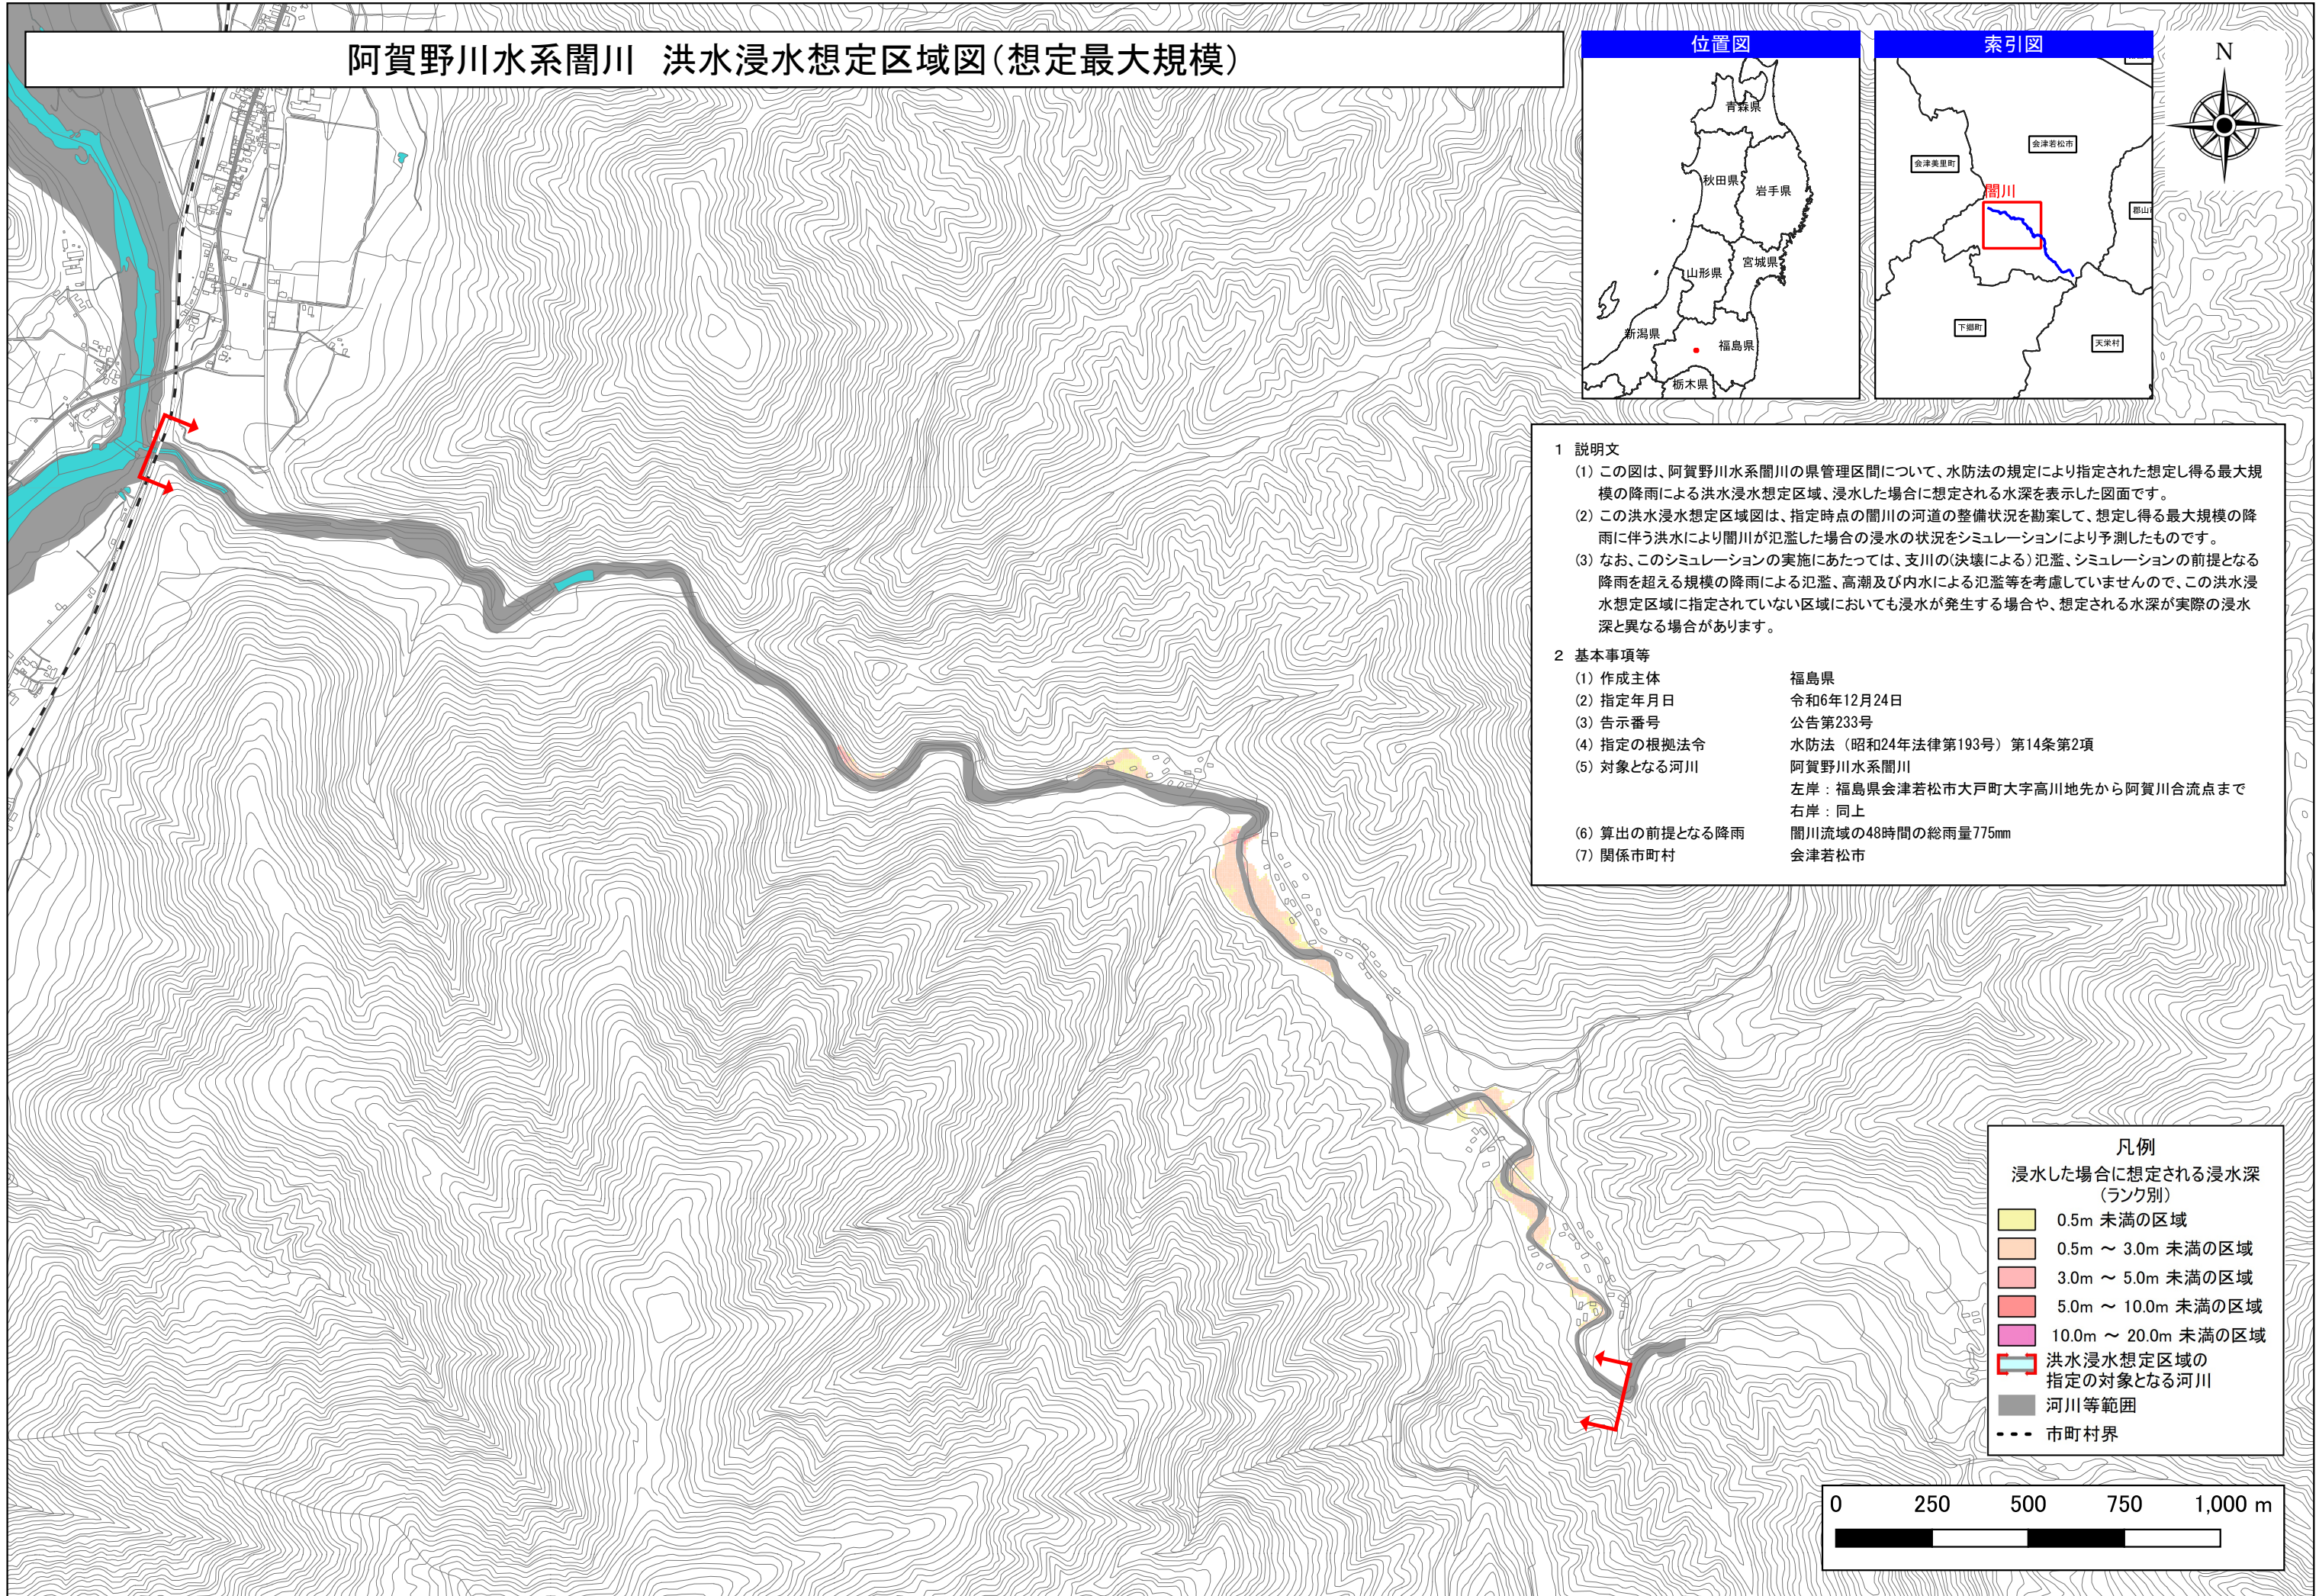 阿賀野川水系闇川 洪水浸水想定区域図(想定最大規模)
位置図
青森県
秋田県
岩手県
山形県
宮城県
新潟県
福島県
栃木県
索引図
会津若松市
会津美里町
闇川
下郷町
天栄村
N
1 説明文
(1) この図は、阿賀野川水系闇川の県管理区間について、水防法の規定により指定された想定し得る最大規
模の降雨による洪水浸水想定区域、浸水した場合に想定される水深を表示した図面です。
(2) この洪水浸水想定区域図は、指定時点の闇川の河道の整備状況を勘案して、想定し得る最大規模の降
雨に伴う洪水により闇川が氾濫した場合の浸水の状況をシミュレーションにより予測したものです。
(3) なお、このシミュレーションの実施にあたっては、支川の(決壊による)氾濫、シミュレーションの前提となる
降雨を超える規模の降雨による氾濫、高潮及び内水による氾濫等を考慮していませんので、この洪水浸
水想定区域に指定されていない区域においても浸水が発生する場合や、想定される水深が実際の浸水
深と異なる場合があります。
2 基本事項等
(1) 作成主体 福島県
(2) 指定年月日 令和6年12月24日
(3) 告示番号 公告第233号
(4) 指定の根拠法令 水防法（昭和24年法律第193号）第14条第2項
(5) 対象となる河川 阿賀野川水系闇川
左岸：福島県会津若松市大戸町大字高川地先から阿賀川合流点まで
右岸：同上
(6) 算出の前提となる降雨 闇川流域の48時間の総雨量775mm
(7) 関係市町村 会津若松市
凡例
浸水した場合に想定される浸水深
(ランク別)
0.5m 未満の区域
0.5m ～ 3.0m 未満の区域
3.0m ～ 5.0m 未満の区域
5.0m ～ 10.0m 未満の区域
10.0m ～ 20.0m 未満の区域
洪水浸水想定区域の
指定の対象となる河川
河川等範囲
市町村界
0 250 500 750 1,000 m